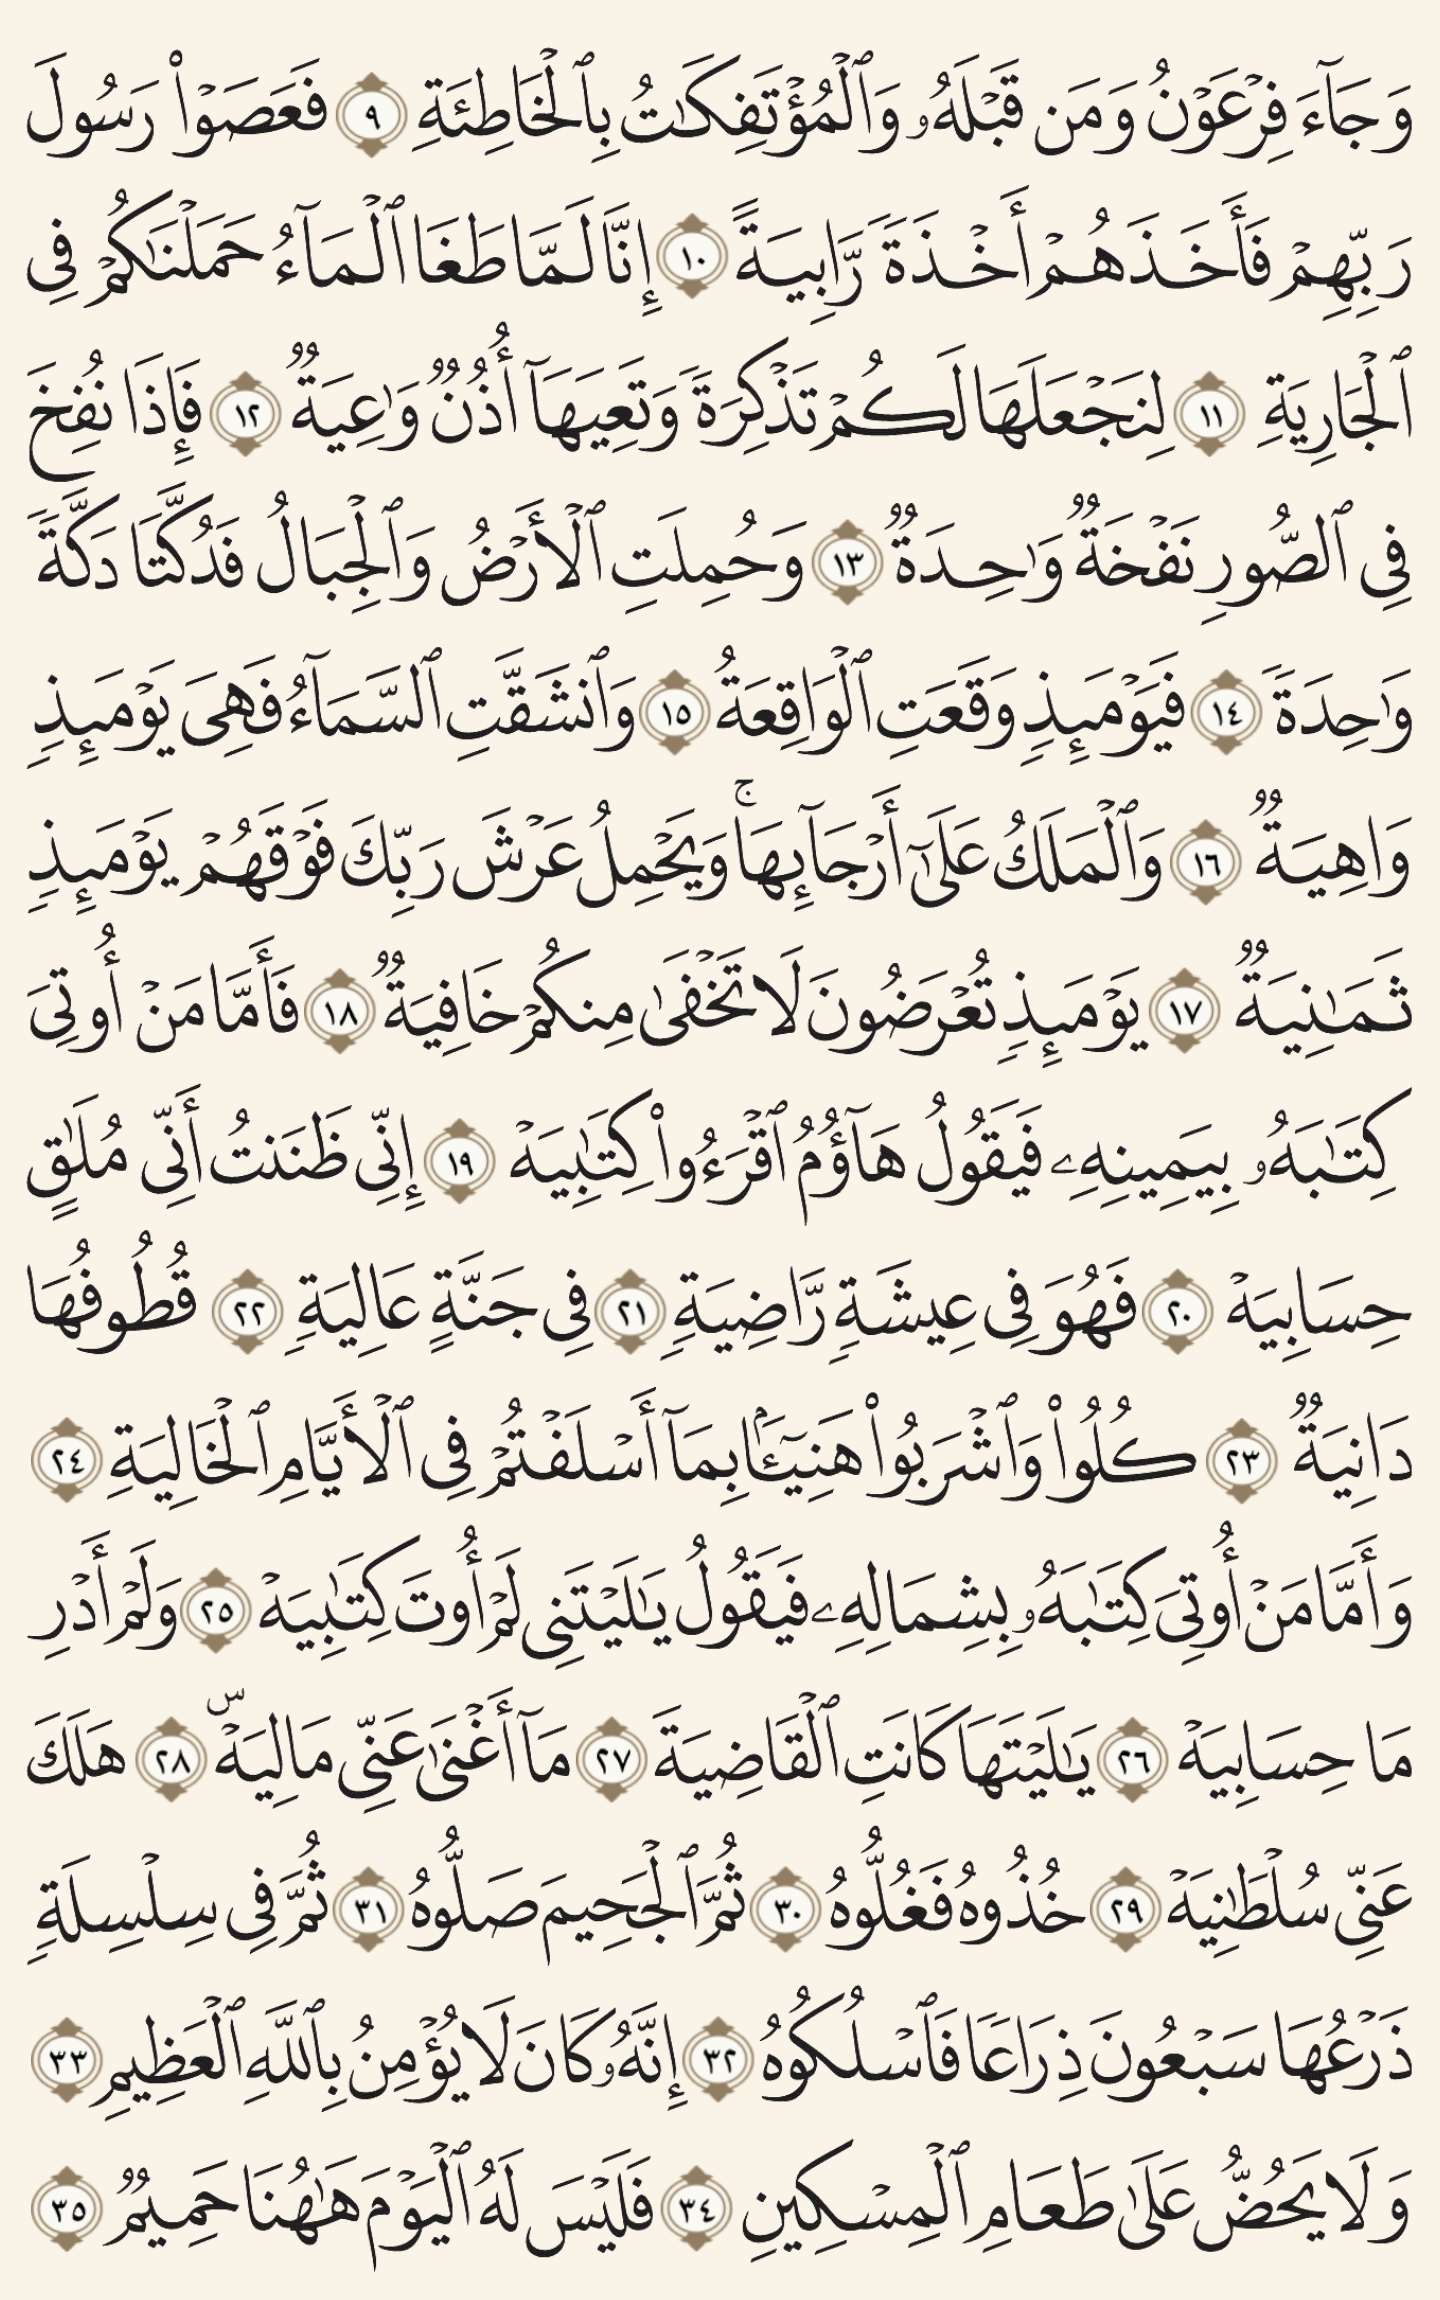 وَجَآءَ فِرْعَوْنُ وَمَن قَبْلَهُۥ وَٱلْمُؤْتَفِكَٰتُ بِٱلْخَاطِئَةِ ٩ فَعَصَوْا۟ رَسُولَ
رَبِّهِمْ فَأَخَذَهُمْ أَخْذَةً رَّابِيَةً ١٠ إِنَّا لَمَّا طَغَا ٱلْمَآءُ حَمَلْنَٰكُمْ فِى
ٱلْجَارِيَةِ ١١ لِنَجْعَلَهَا لَكُمْ تَذْكِرَةً وَتَعِيَهَآ أُذُنٌ وَٰعِيَةٌ ١٢ فَإِذَا نُفِخَ
فِى ٱلصُّورِ نَفْخَةٌ وَٰحِدَةٌ ١٣ وَحُمِلَتِ ٱلْأَرْضُ وَٱلْجِبَالُ فَدُكَّتَا دَكَّةً
وَٰحِدَةً ١٤ فَيَوْمَئِذٍ وَقَعَتِ ٱلْوَاقِعَةُ ١٥ وَٱنشَقَّتِ ٱلسَّمَآءُ فَهِىَ يَوْمَئِذٍ
وَاهِيَةٌ ١٦ وَٱلْمَلَكُ عَلَىٰٓ أَرْجَآئِهَا ۚ وَيَحْمِلُ عَرْشَ رَبِّكَ فَوْقَهُمْ يَوْمَئِذٍ
ثَمَٰنِيَةٌ ١٧ يَوْمَئِذٍ تُعْرَضُونَ لَا تَخْفَىٰ مِنكُمْ خَافِيَةٌ ١٨ فَأَمَّا مَنْ أُوتِىَ
كِتَٰبَهُۥ بِيَمِينِهِۦ فَيَقُولُ هَآؤُمُ ٱقْرَءُوا۟ كِتَٰبِيَهْ ١٩ إِنِّى ظَنَنتُ أَنِّى مُلَٰقٍ
حِسَابِيَهْ ٢٠ فَهُوَ فِى عِيشَةٍ رَّاضِيَةٍ ٢١ فِى جَنَّةٍ عَالِيَةٍ ٢٢ قُطُوفُهَا
دَانِيَةٌ ٢٣ كُلُوا۟ وَٱشْرَبُوا۟ هَنِيٓـًٔۢا بِمَآ أَسْلَفْتُمْ فِى ٱلْأَيَّامِ ٱلْخَالِيَةِ ٢٤
وَأَمَّا مَنْ أُوتِىَ كِتَٰبَهُۥ بِشِمَالِهِۦ فَيَقُولُ يَٰلَيْتَنِى لَمْ أُوتَ كِتَٰبِيَهْ ٢٥ وَلَمْ أَدْرِ
مَا حِسَابِيَهْ ٢٦ يَٰلَيْتَهَا كَانَتِ ٱلْقَاضِيَةَ ٢٧ مَآ أَغْنَىٰ عَنِّى مَالِيَهْ ۜ ٢٨ هَلَكَ
عَنِّى سُلْطَٰنِيَهْ ٢٩ خُذُوهُ فَغُلُّوهُ ٣٠ ثُمَّ ٱلْجَحِيمَ صَلُّوهُ ٣١ ثُمَّ فِى سِلْسِلَةٍ
ذَرْعُهَا سَبْعُونَ ذِرَاعًا فَٱسْلُكُوهُ ٣٢ إِنَّهُۥ كَانَ لَا يُؤْمِنُ بِٱللَّهِ ٱلْعَظِيمِ ٣٣
وَلَا يَحُضُّ عَلَىٰ طَعَامِ ٱلْمِسْكِينِ ٣٤ فَلَيْسَ لَهُ ٱلْيَوْمَ هَٰهُنَا حَمِيمٌ ٣٥